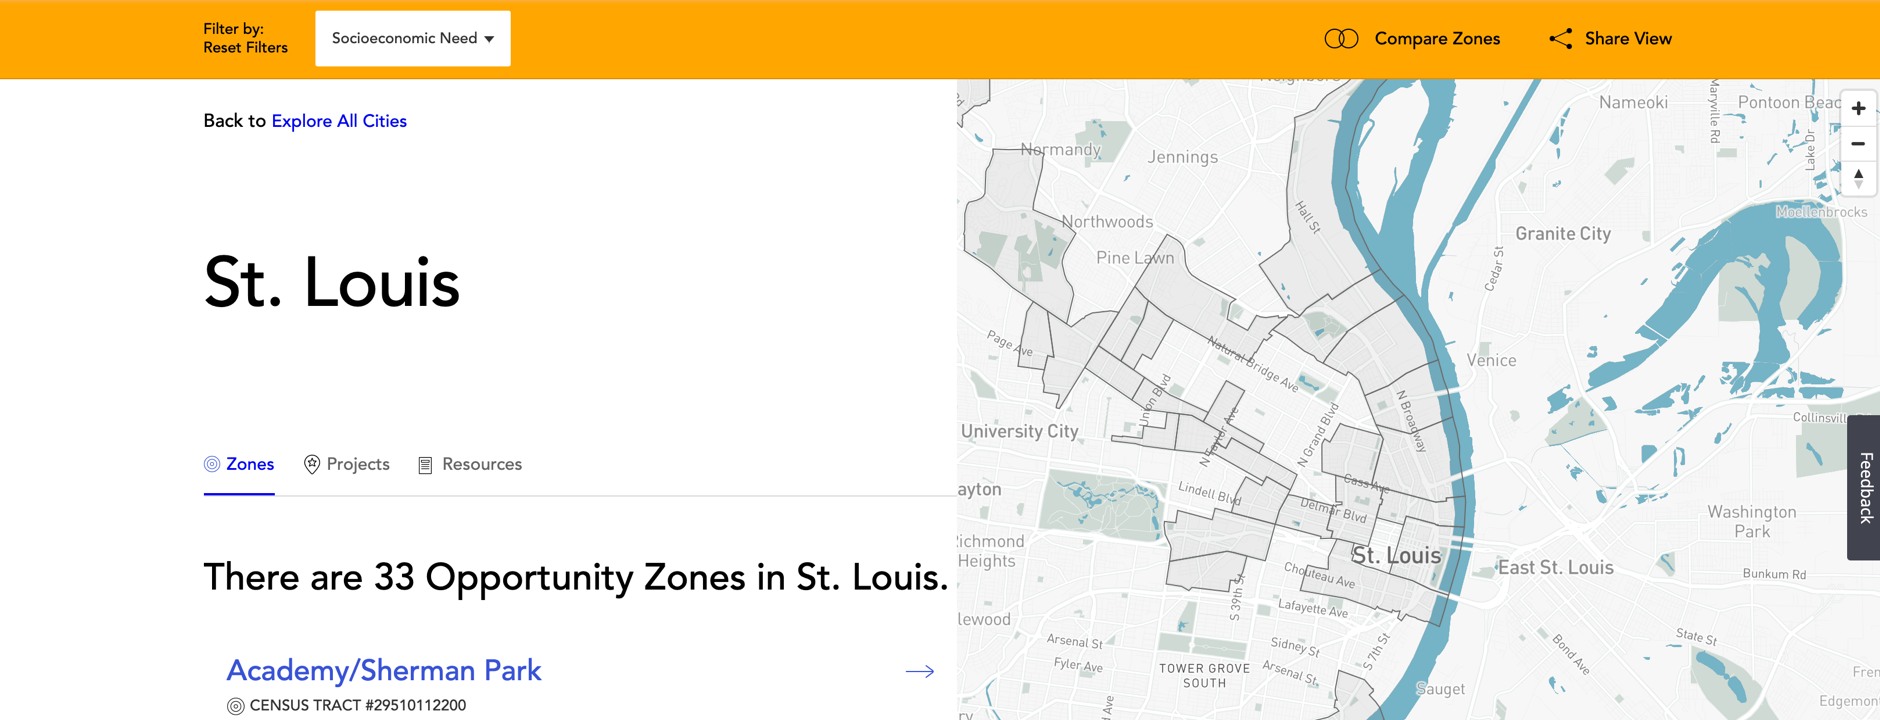 Filter by:
Reset Filters
Socioeconomic Need
Compare Zones
Share View
Back to Explore All Cities
St. Louis
Zones
Projects
Resources
There are 33 Opportunity Zones in St. Louis.
Academy/Sherman Park
CENSUS TRACT #29510112200
Nameoki
Pontoon Beac
Maryville Rd
Lake Dr
Normandy
Jennings
Northwoods
Pine Lawn
Hall St
Moellenbrocks
Granite City
Cedar St
Page Ave
Natural Bridge Ave
Venice
Union Blvd
N Taylor Ave
N Grand Blvd
N Broadway
Collinsvill
University City
Feedback
ayton
Lindell Blvd
Cass Ave
Delmar Blvd
Washington
Park
Richmond
Heights
St. Louis
East St. Louis
Chouteau Ave
Bunkum Rd
S 39th St
Lafayette Ave
lewood
Arsenal St
Sidney St
S 7th St
Bond Ave
State St
Fyler Ave
TOWER GROVE
SOUTH
Arsenal St
Sauget
Fren
Edgemon
d Ave
ry